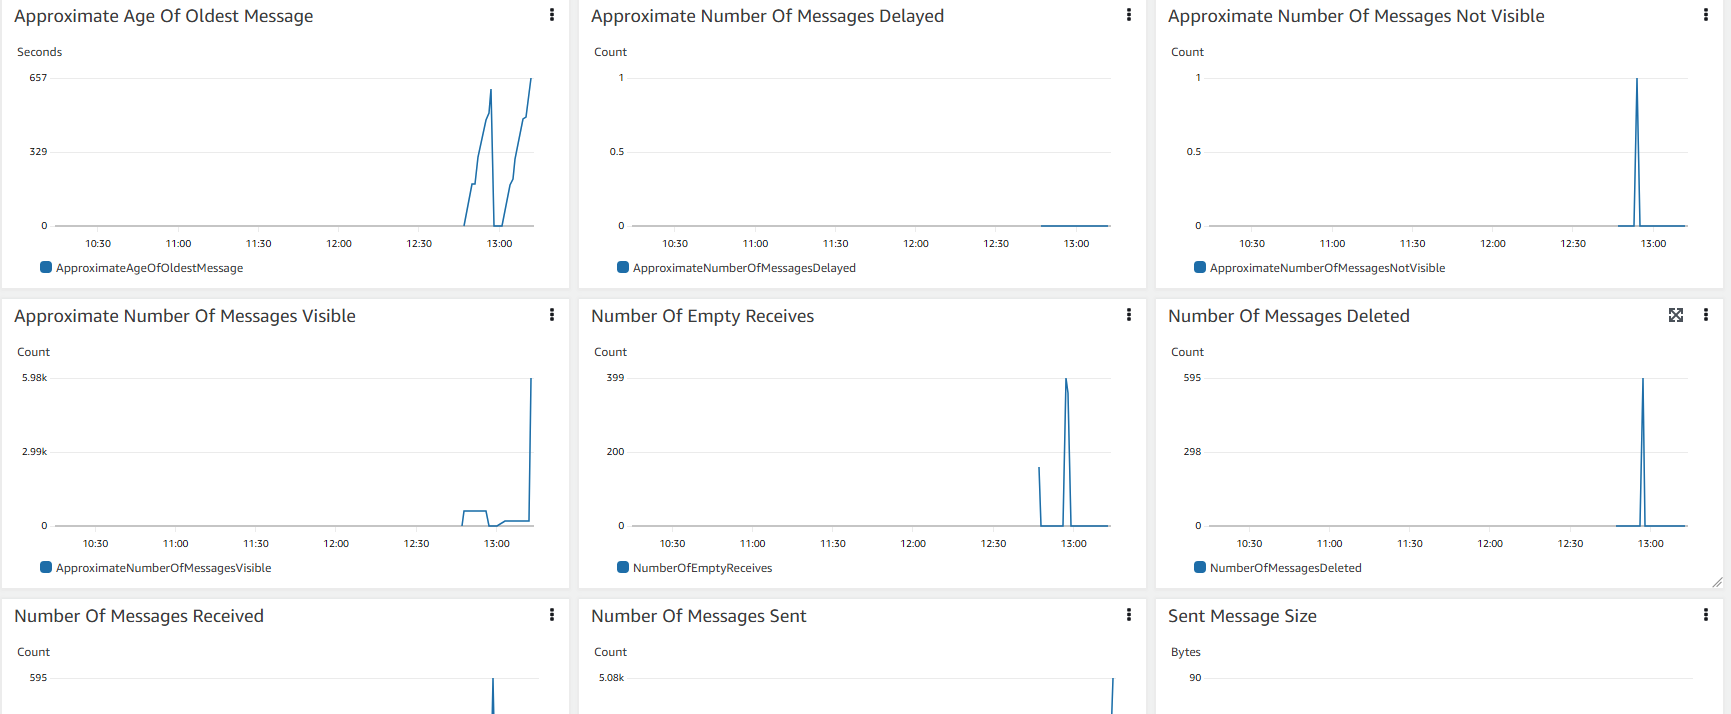 Approximate Age Of Oldest Message
Seconds
657
329
0
10:30 11:00 11:30 12:00 12:30 13:00
ApproximateAgeOfOldestMessage
Approximate Number Of Messages Delayed
Count
1
0.5
0
10:30 11:00 11:30 12:00 12:30 13:00
ApproximateNumberOfMessagesDelayed
Approximate Number Of Messages Not Visible
Count
1
0.5
0
10:30 11:00 11:30 12:00 12:30 13:00
ApproximateNumberOfMessagesNotVisible
Approximate Number Of Messages Visible
Count
5.98k
2.99k
0
10:30 11:00 11:30 12:00 12:30 13:00
ApproximateNumberOfMessagesVisible
Number Of Empty Receives
Count
399
200
0
10:30 11:00 11:30 12:00 12:30 13:00
NumberOfEmptyReceives
Number Of Messages Deleted
Count
595
298
0
10:30 11:00 11:30 12:00 12:30 13:00
NumberOfMessagesDeleted
Number Of Messages Received
Count
595
Number Of Messages Sent
Count
5.08k
Sent Message Size
Bytes
90